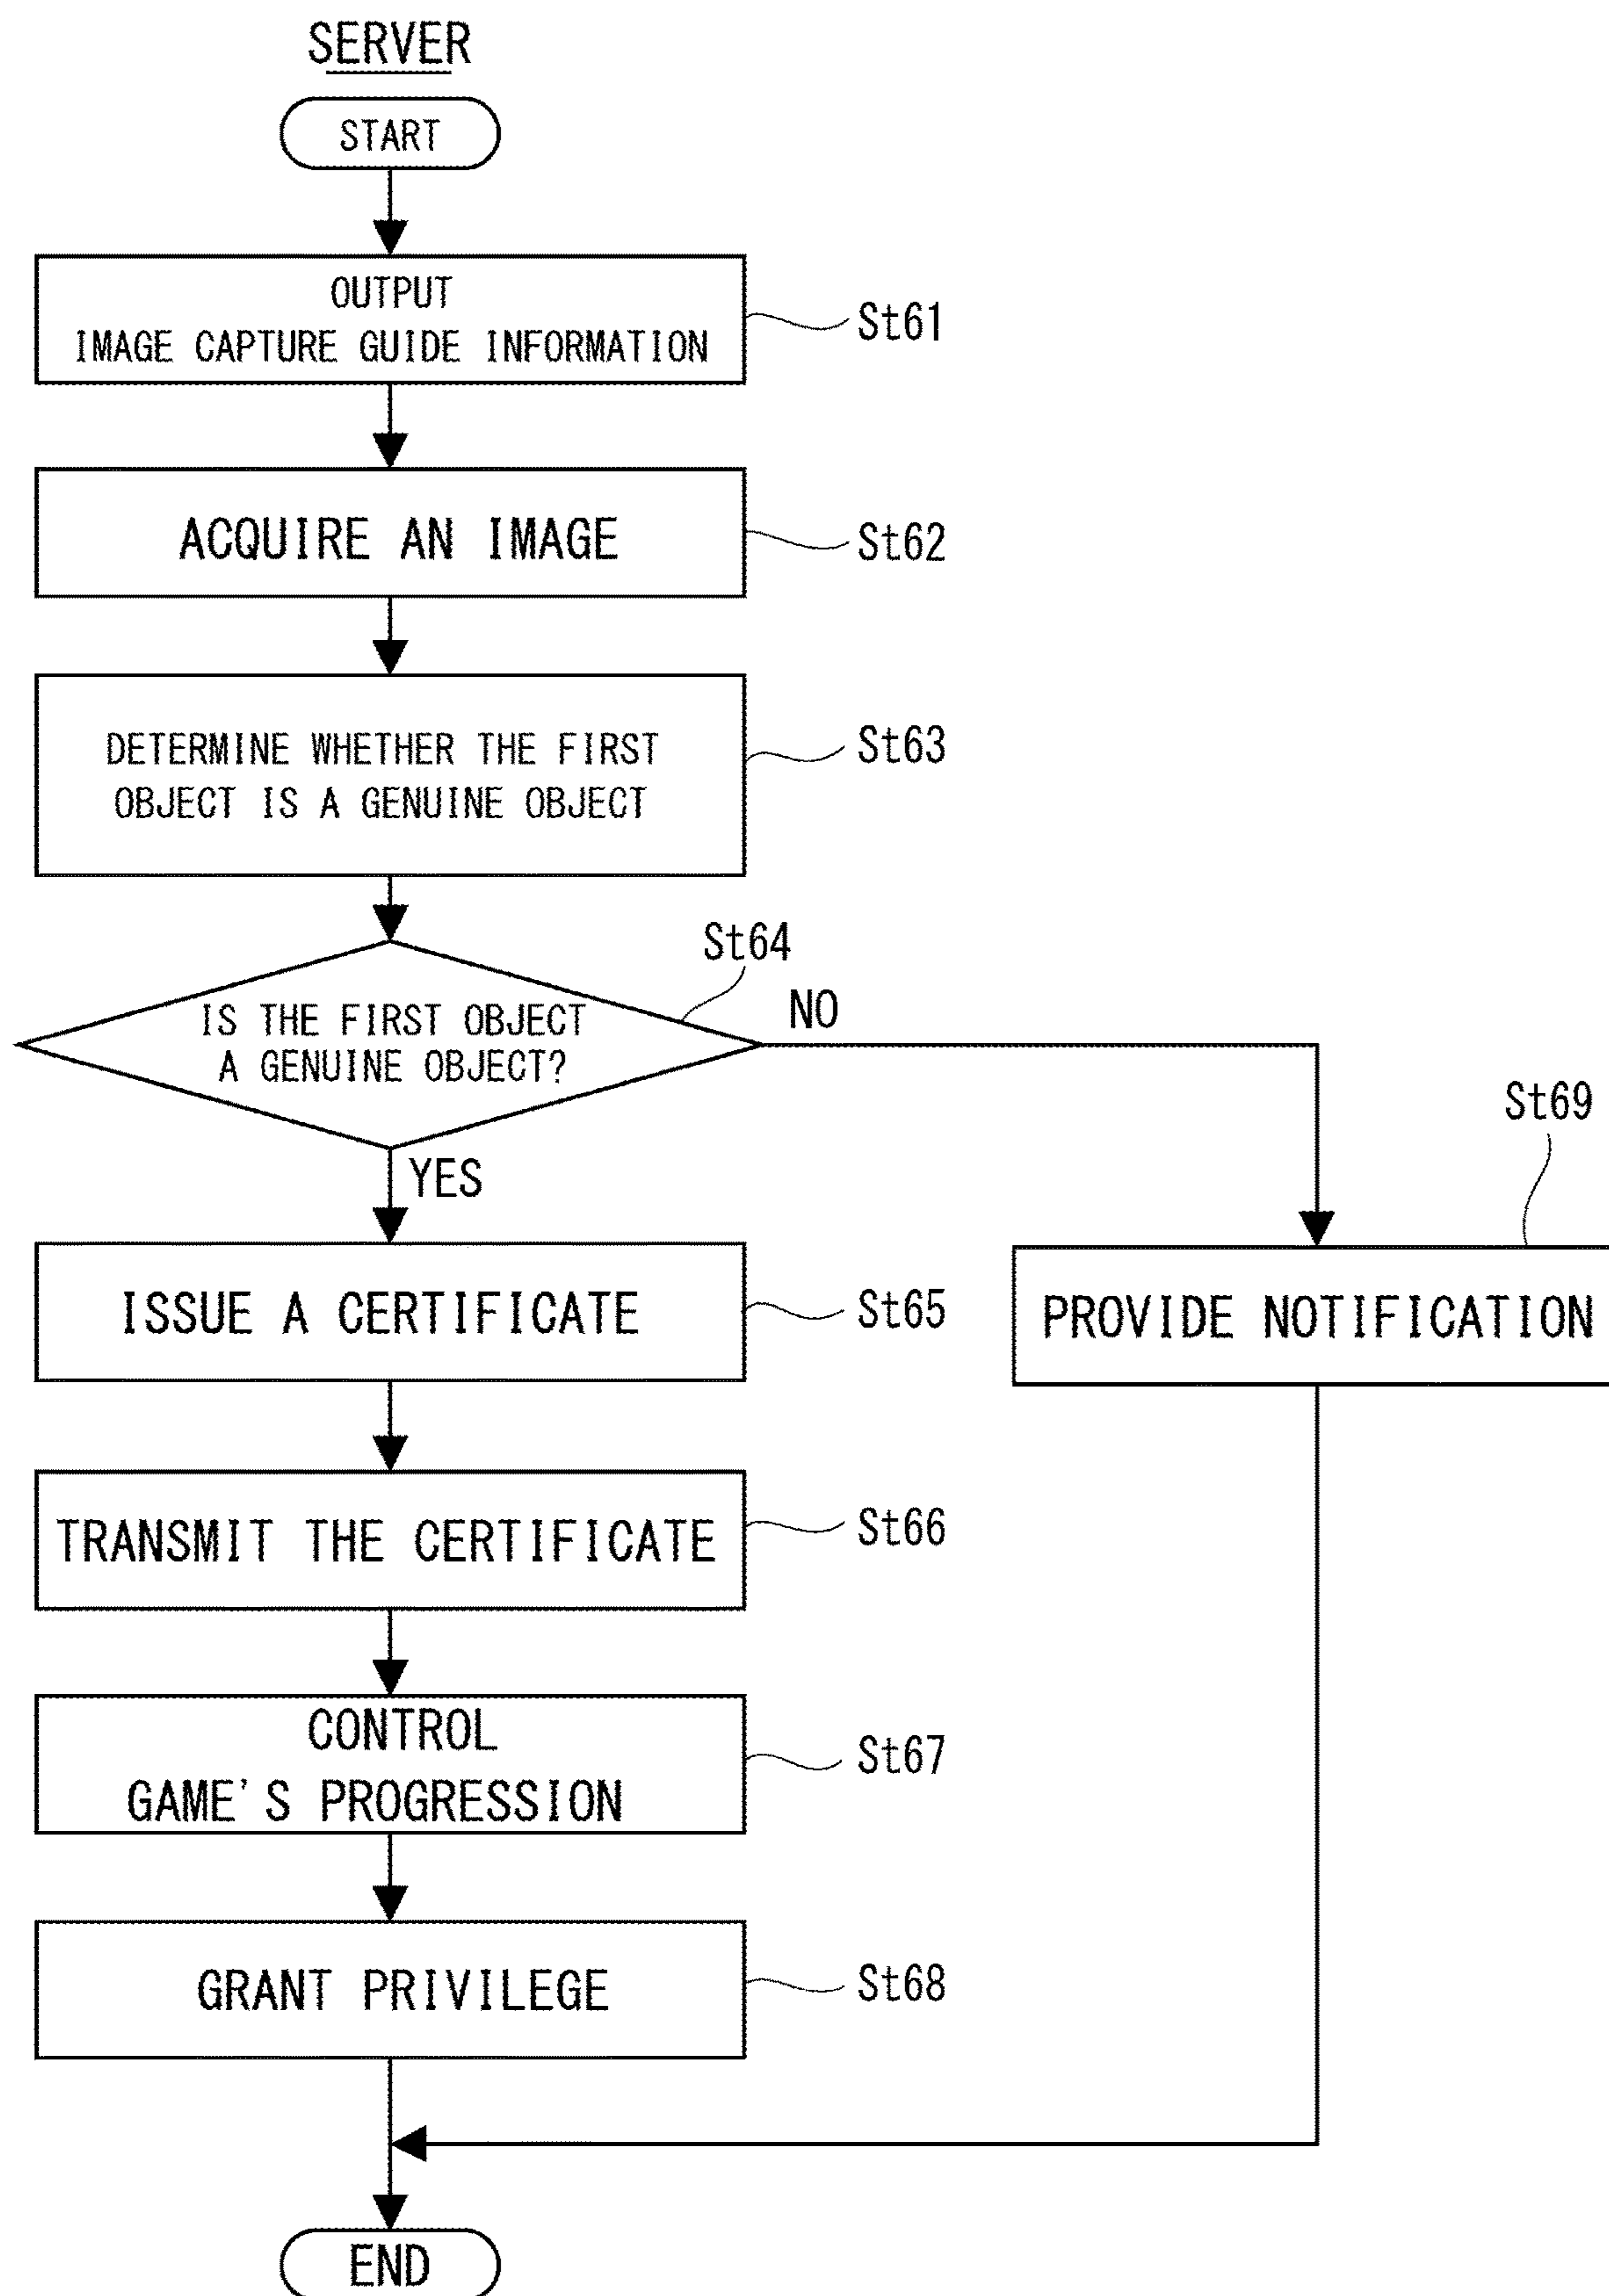 SERVER
START
OUTPUT
IMAGE CAPTURE GUIDE INFORMATION
St61
ACQUIRE AN IMAGE
St62
DETERMINE WHETHER THE FIRST
OBJECT IS A GENUINE OBJECT
St63
St64
IS THE FIRST OBJECT
A GENUINE OBJECT?
NO
YES
St69
ISSUE A CERTIFICATE
St65
PROVIDE NOTIFICATION
TRANSMIT THE CERTIFICATE
St66
CONTROL
GAME'S PROGRESSION
St67
GRANT PRIVILEGE
St68
END